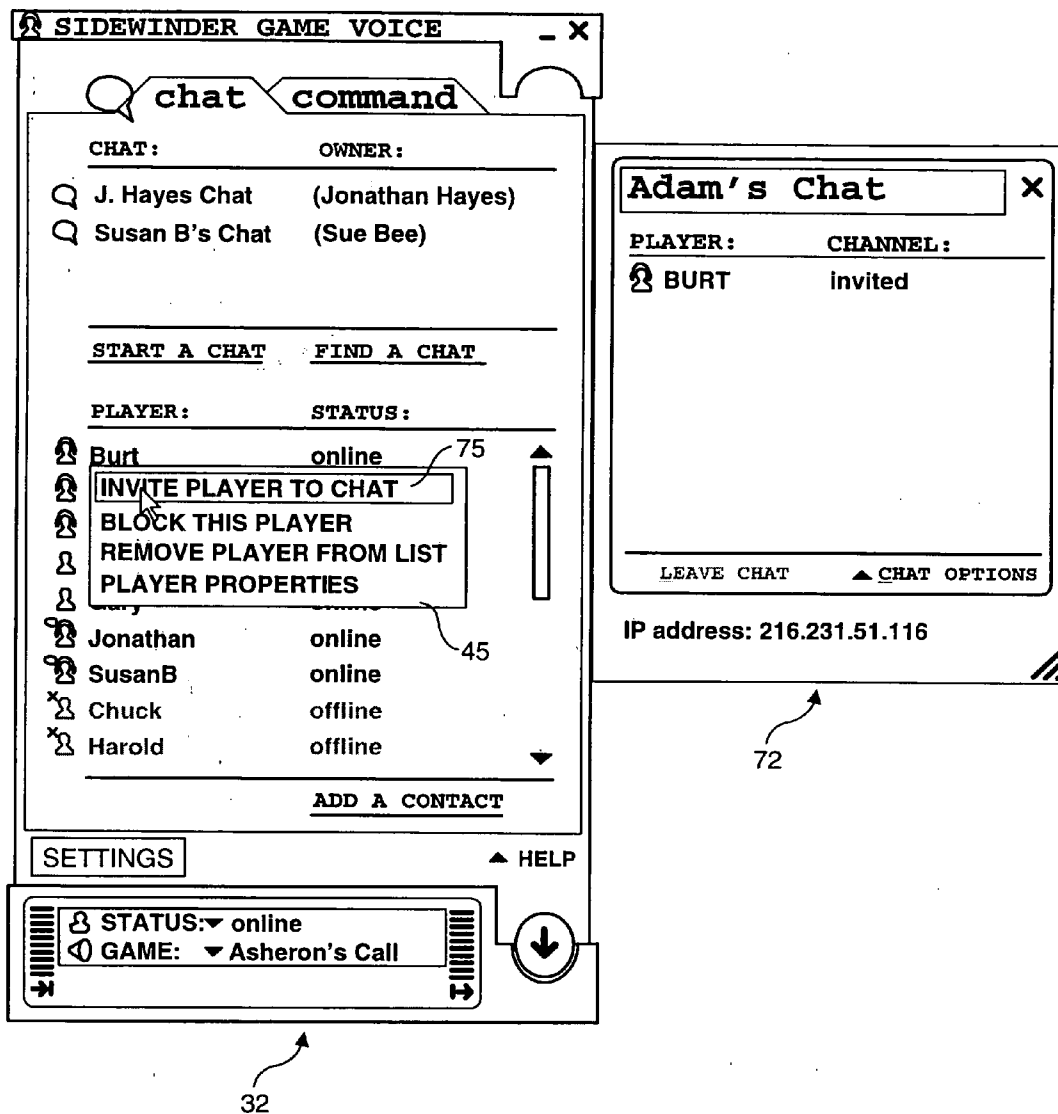 SIDEWINDER GAME VOICE
chat command
CHAT: OWNER:
J. Hayes Chat (Jonathan Hayes)
Susan B's Chat (Sue Bee)
START A CHAT FIND A CHAT
PLAYER: STATUS:
Burt online
75
INVITE PLAYER TO CHAT
BLOCK THIS PLAYER
REMOVE PLAYER FROM LIST
PLAYER PROPERTIES
45
Jonathan online
SusanB online
Chuck offline
Harold offline
ADD A CONTACT
SETTINGS HELP
STATUS: online
GAME: Asheron's Call
32
Adam's Chat
PLAYER: CHANNEL:
BURT invited
LEAVE CHAT CHAT OPTIONS
IP address: 216.231.51.116
72